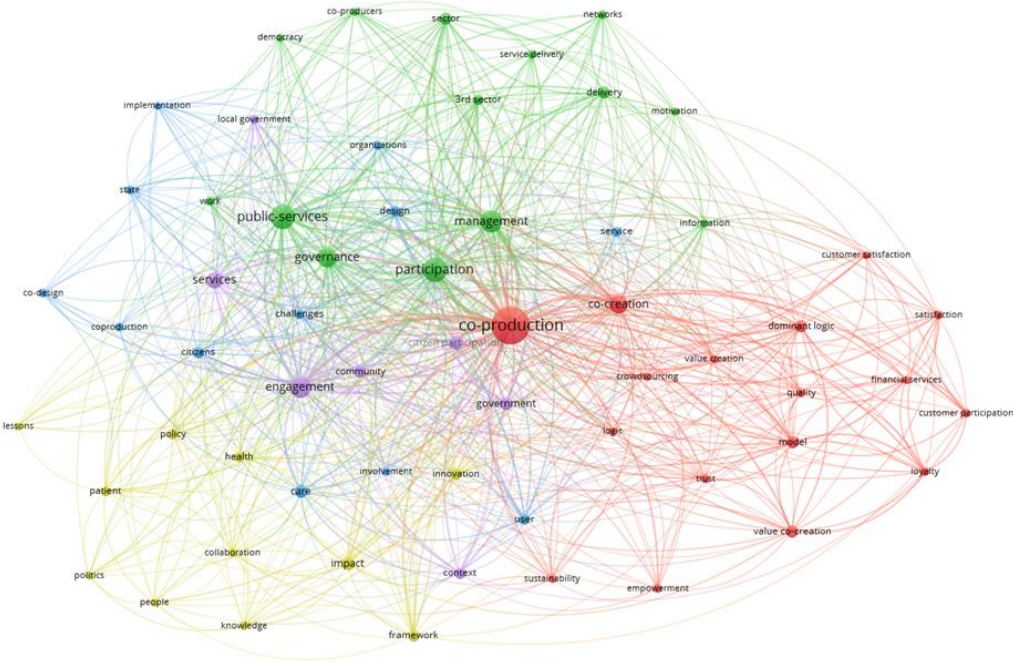 co-producers
sector
networks
democracy
service delivery
3rd sector
delivery
implementation
local government
motivation
organizations
state
work
public-services
design
management
information
service
governance
participation
customer satisfaction
services
co-design
co-creation
challenges
satisfaction
coproduction
co-production
dominant logic
citizen participation
citizens
value creation
community
crowdsourcing
financial services
engagement
quality
government
customer participation
lessons
policy
logic
model
health
involvement
innovation
trust
loyalty
patient
care
user
value co-creation
collaboration
impact
context
sustainability
politics
empowerment
people
knowledge
framework